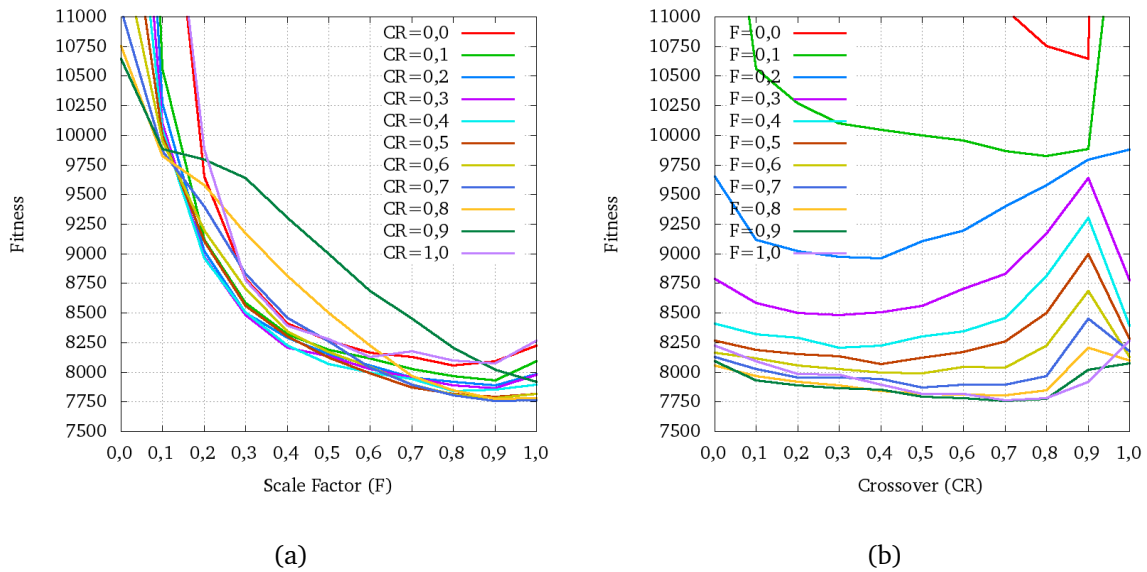 11000
10750
10500
10250
10000
9750
9500
9250
9000
8750
8500
8250
8000
7750
7500
Fitness
0,0 0,1 0,2 0,3 0,4 0,5 0,6 0,7 0,8 0,9 1,0
Scale Factor (F)
CR=0,0
CR=0,1
CR=0,2
CR=0,3
CR=0,4
CR=0,5
CR=0,6
CR=0,7
CR=0,8
CR=0,9
CR=1,0
(a)
11000
10750
10500
10250
10000
9750
9500
9250
9000
8750
8500
8250
8000
7750
7500
Fitness
0,0 0,1 0,2 0,3 0,4 0,5 0,6 0,7 0,8 0,9 1,0
Crossover (CR)
F=0,0
F=0,1
F=0,2
F=0,3
F=0,4
F=0,5
F=0,6
F=0,7
F=0,8
F=0,9
F=1,0
(b)